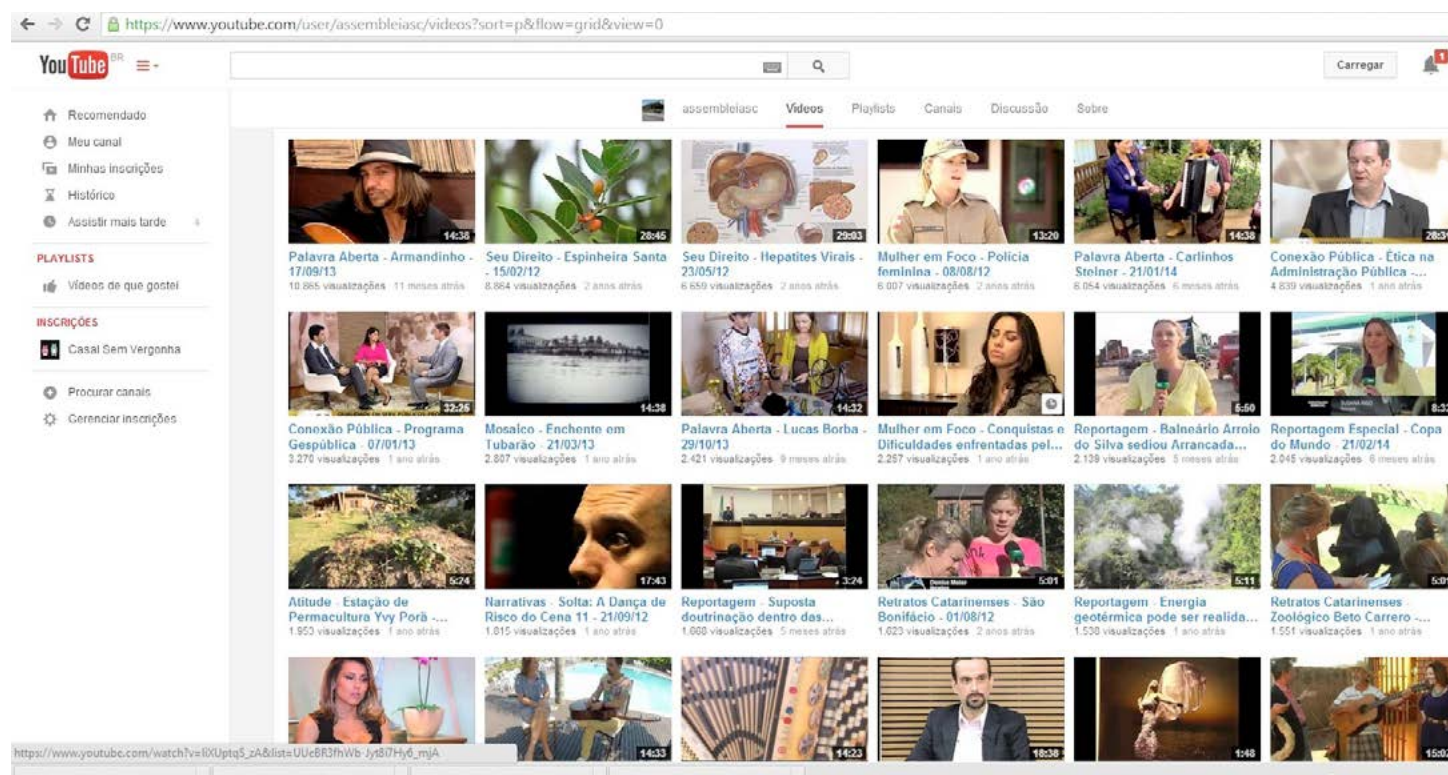 https://www.youtube.com/user/assembleiasc/videos?sort=p&flow=grid&view=0
YouTube BR
Carregar
1
assembleiasc Vídeos Playlists Canais Discussão Sobre
Recomendado
Meu canal
Minhas inscrições
Histórico
Assistir mais tarde 4
PLAYLISTS
Vídeos de que gostei
INSCRIÇÕES
Casal Sem Vergonha
Procurar canais
Gerenciar inscrições
14:38
Palavra Aberta - Armandinho -
17/09/13
10.865 visualizações 11 meses atrás
28:45
Seu Direito - Espinheira Santa
- 15/02/12
8.864 visualizações 2 anos atrás
29:03
Seu Direito - Hepatites Virais -
23/05/12
6.659 visualizações 2 anos atrás
13:20
Mulher em Foco - Polícia
feminina - 08/08/12
6.007 visualizações 2 anos atrás
14:38
Palavra Aberta - Carlinhos
Steiner - 21/01/14
6.054 visualizações 6 meses atrás
28:31
Conexão Pública - Ética na
Administração Pública -...
4.839 visualizações 1 ano atrás
32:25
Conexão Pública - Programa
Gespública - 07/01/13
3.270 visualizações 1 ano atrás
14:38
Mosaico - Enchente em
Tubarão - 21/03/13
2.807 visualizações 1 ano atrás
14:32
Palavra Aberta - Lucas Borba -
29/10/13
2.421 visualizações 9 meses atrás
Mulher em Foco - Conquistas e
Dificuldades enfrentadas pel...
2.257 visualizações 1 ano atrás
5:50
Reportagem - Balneário Arroio
do Silva sediou Arrancada...
2.139 visualizações 5 meses atrás
8:33
Reportagem Especial - Copa
do Mundo - 21/02/14
2.045 visualizações 6 meses atrás
5:24
Atitude - Estação de
Permacultura Yvy Porã -...
1.953 visualizações 1 ano atrás
17:43
Narrativas - Solta: A Dança de
Risco do Cena 11 - 21/09/12
1.815 visualizações 1 ano atrás
3:24
Reportagem - Suposta
doutrinação dentro das...
1.668 visualizações 5 meses atrás
5:01
Retratos Catarinenses - São
Bonifácio - 01/08/12
1.623 visualizações 2 anos atrás
5:11
Reportagem - Energia
geotérmica pode ser realida...
1.538 visualizações 1 ano atrás
5:01
Retratos Catarinenses -
Zoológico Beto Carrero -...
1.551 visualizações 1 ano atrás
14:33
14:23
18:38
1:48
15:02